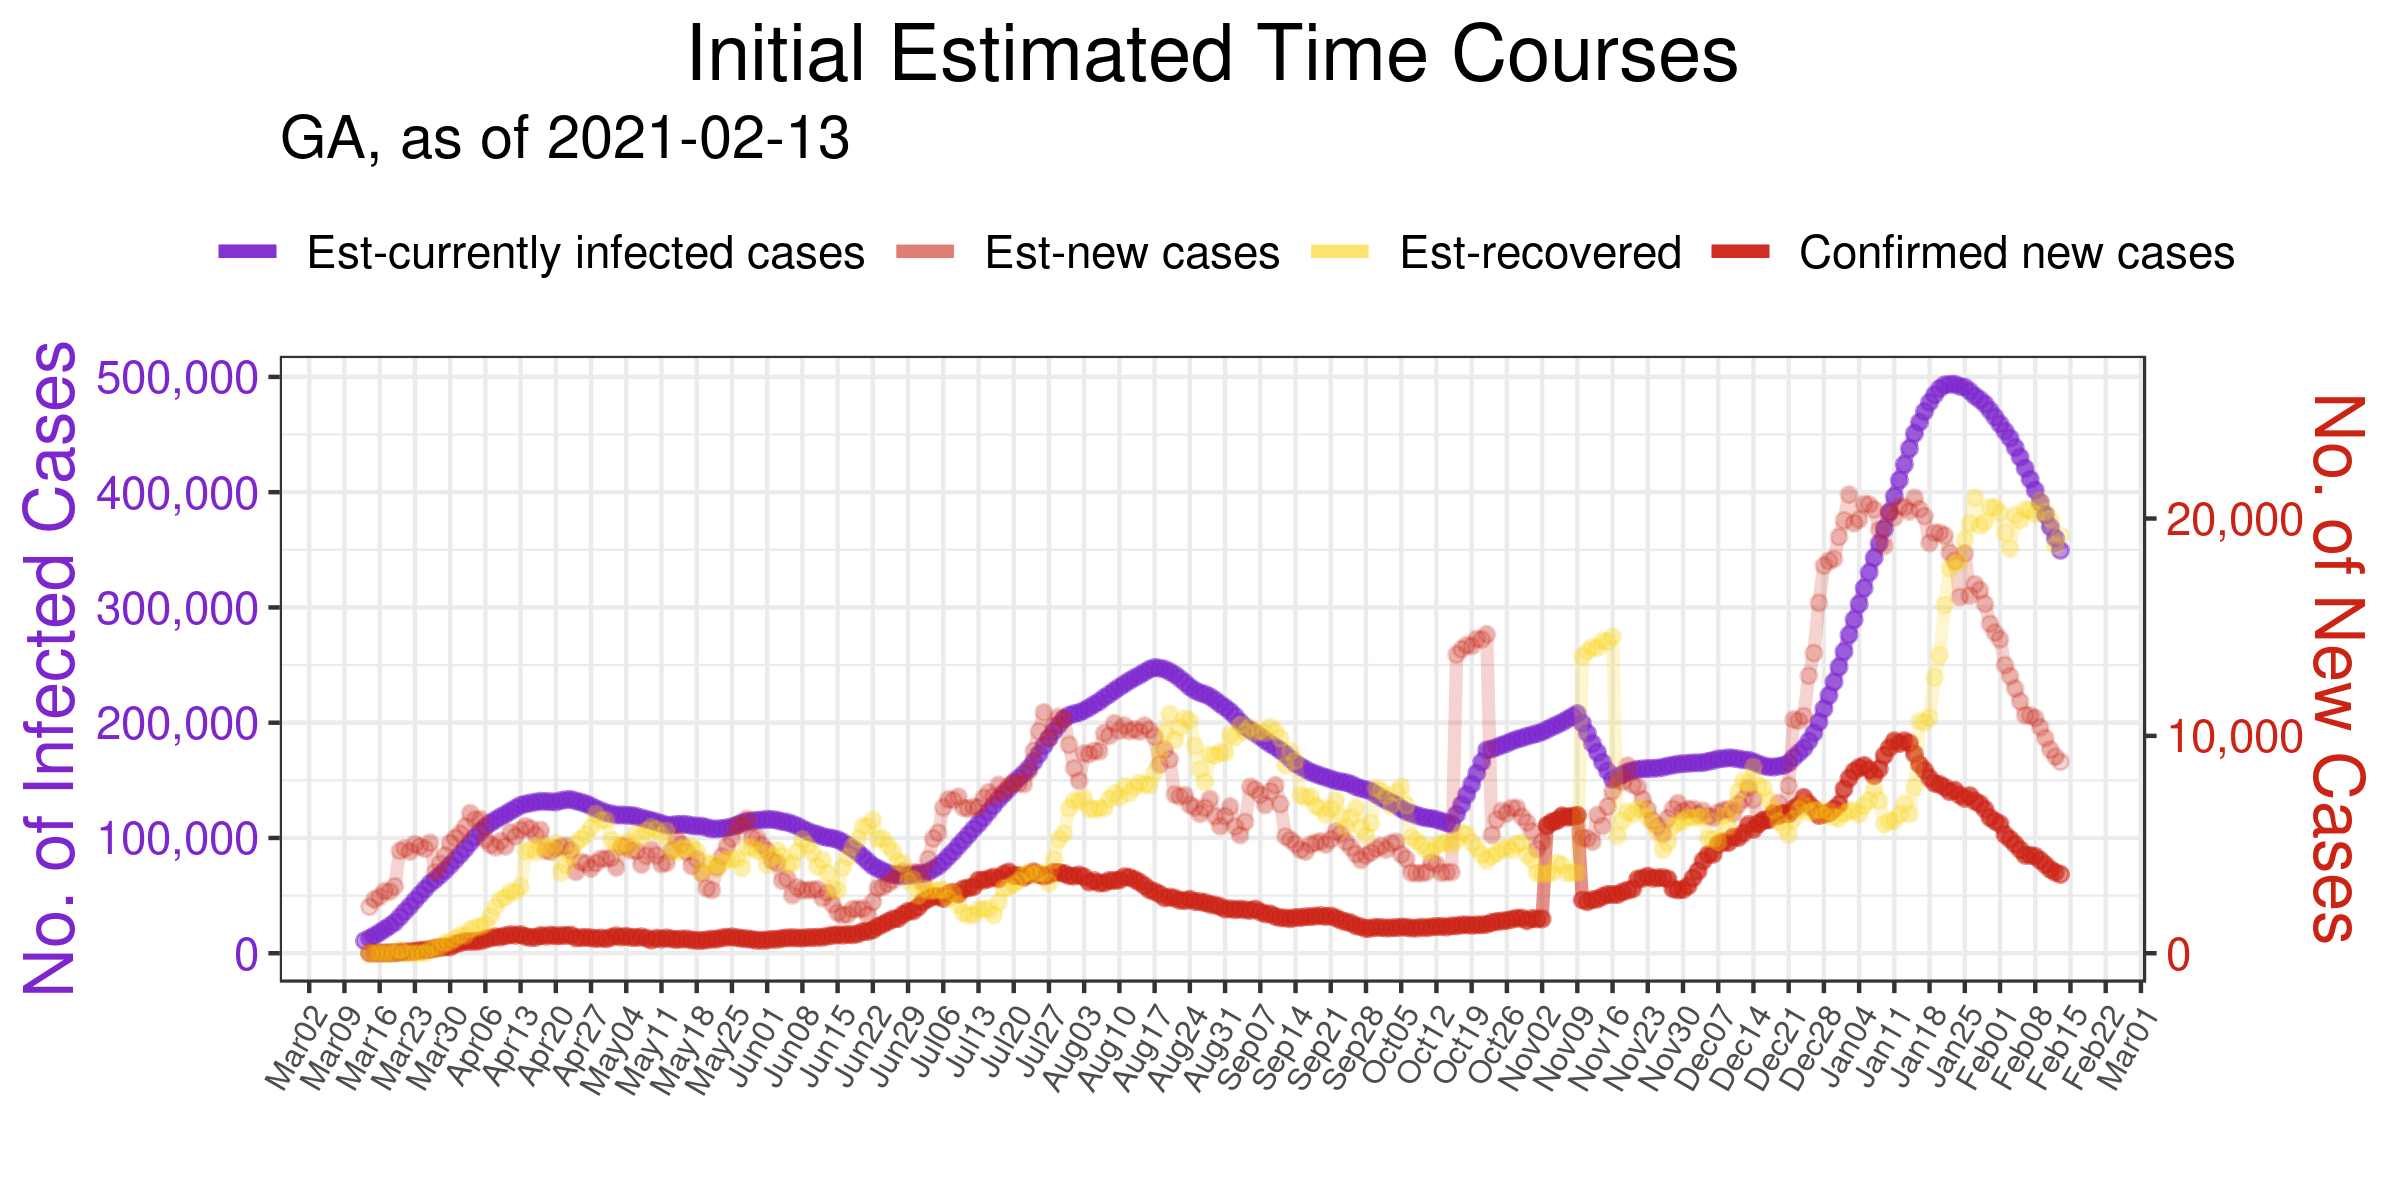 Initial Estimated Time Courses
GA, as of 2021-02-13
Est-currently infected cases Est-new cases Est-recovered Confirmed new cases
No. of Infected Cases
500,000
400,000
300,000
200,000
100,000
0
No. of New Cases
20,000
10,000
0
Mar02 Mar09 Mar16 Mar23 Mar30 Apr06 Apr13 Apr20 Apr27 May04 May11 May18 May25 Jun01 Jun08 Jun15 Jun22 Jun29 Jul06 Jul13 Jul20 Jul27 Aug03 Aug10 Aug17 Aug24 Aug31 Sep07 Sep14 Sep21 Sep28 Oct05 Oct12 Oct19 Oct26 Nov02 Nov09 Nov16 Nov23 Nov30 Dec07 Dec14 Dec21 Dec28 Jan04 Jan11 Jan18 Jan25 Feb01 Feb08 Feb15 Feb22 Mar01